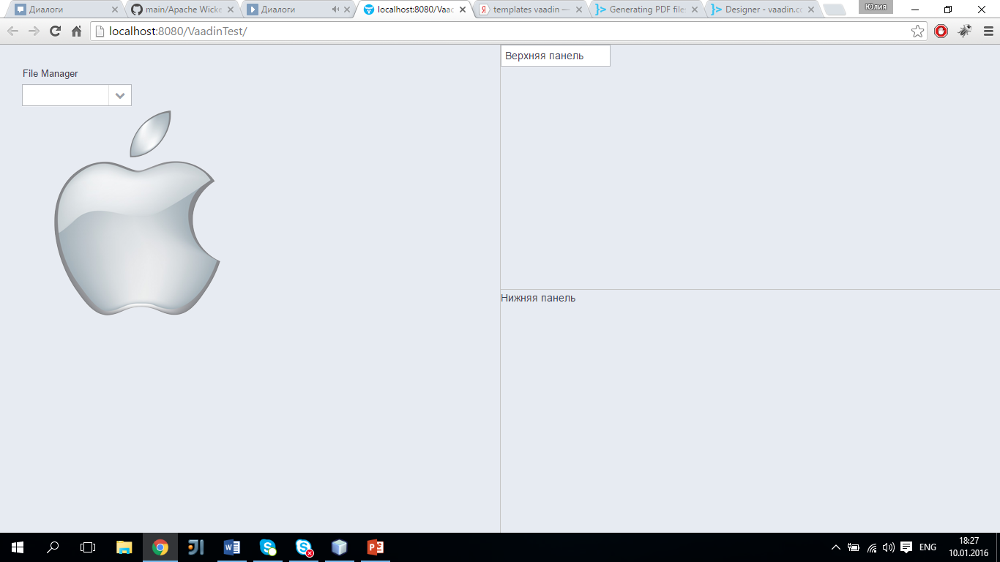 Диалоги
main/Apache Wicke
Диалоги
localhost:8080/Vaac
templates vaadin —
Generating PDF file
Designer - vaadin.co
Юлия
localhost:8080/VaadinTest/
File Manager
Верхняя панель
Нижняя панель
ENG
18:27
10.01.2016